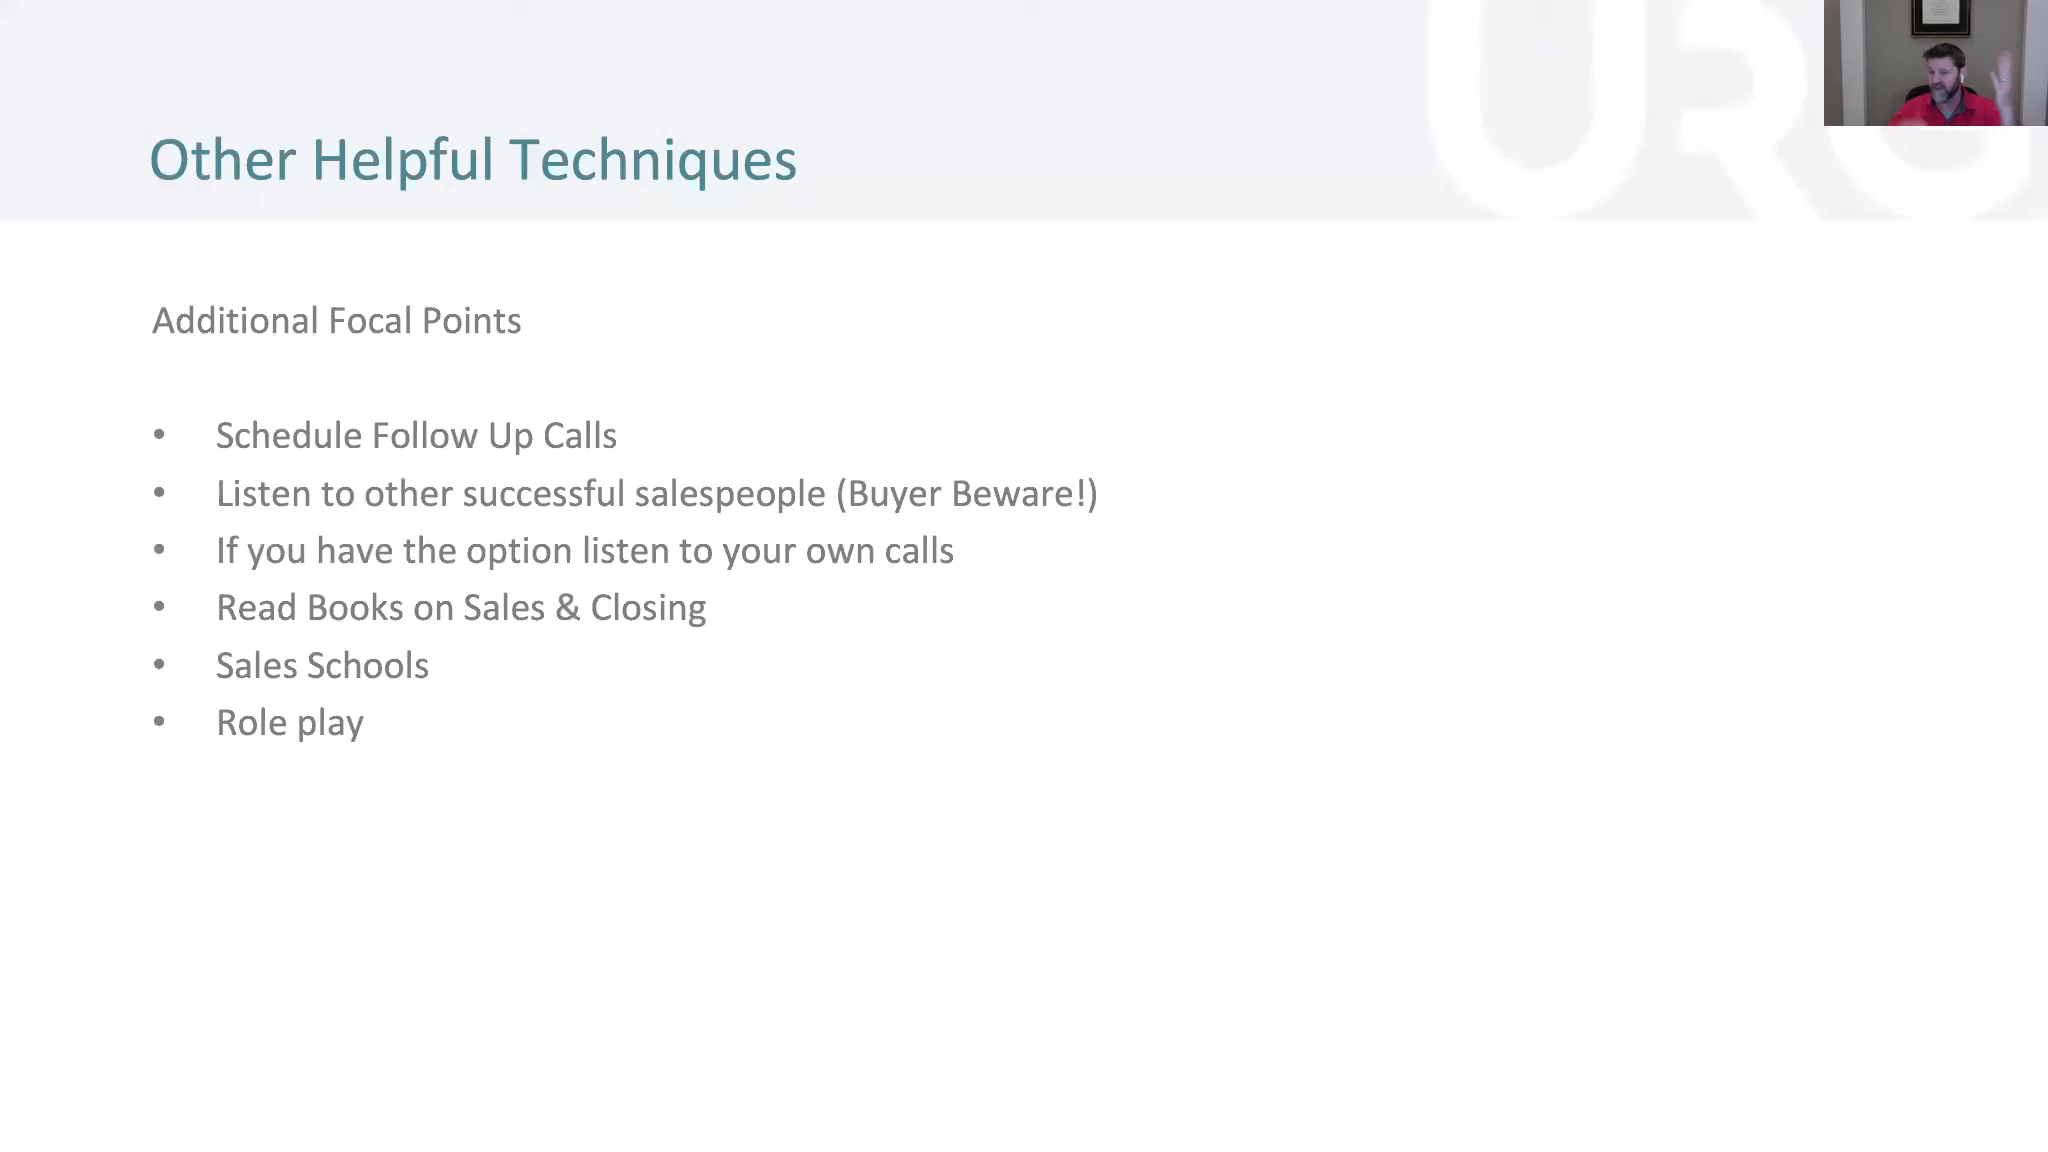 URG
Other Helpful Techniques
Additional Focal Points
• Schedule Follow Up Calls
• Listen to other successful salespeople (Buyer Beware!)
• If you have the option listen to your own calls
• Read Books on Sales & Closing
• Sales Schools
• Role play